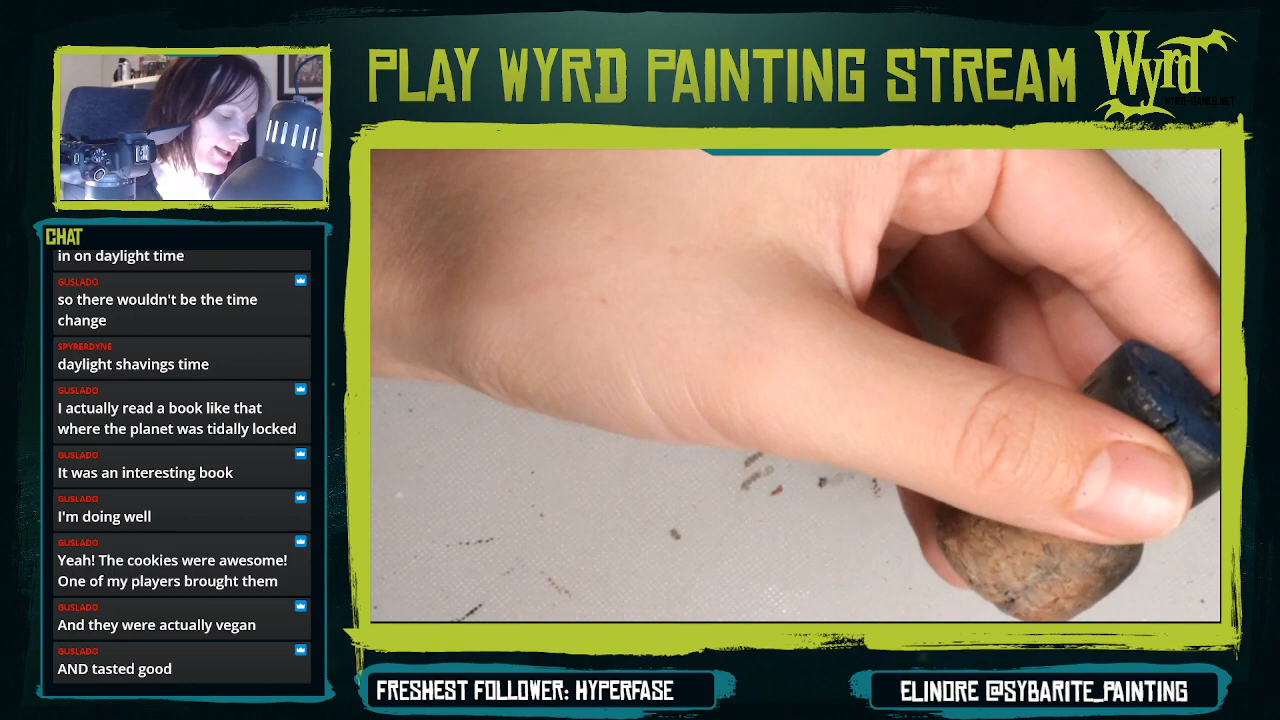 PLAY WYRD PAINTING STREAM
Wyrd
WYRD-GAMES.NET
CHAT
in on daylight time
GUSLADO
so there wouldn't be the time
change
SPYRERDYNE
daylight shavings time
GUSLADO
I actually read a book like that
where the planet was tidally locked
GUSLADO
It was an interesting book
GUSLADO
I'm doing well
GUSLADO
Yeah! The cookies were awesome!
One of my players brought them
GUSLADO
And they were actually vegan
GUSLADO
AND tasted good
FRESHEST FOLLOWER: HYPERFASE
ELINORE @SYBARITE_PAINTING